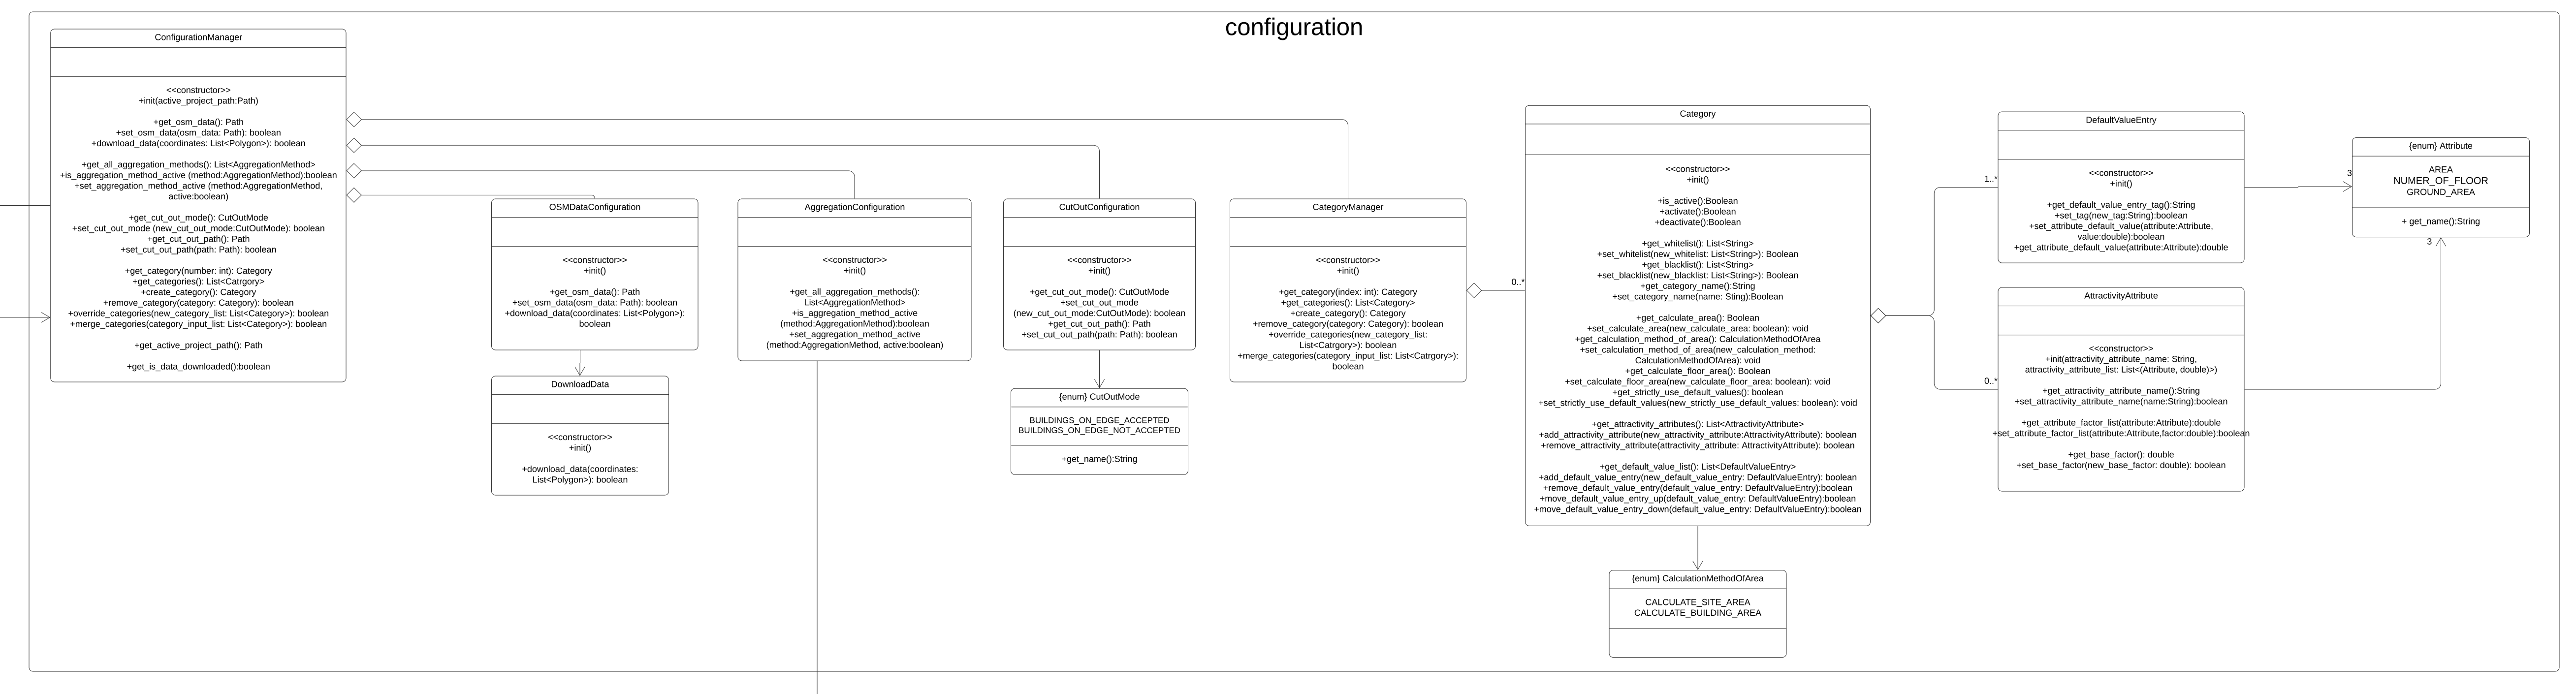 configuration
ConfigurationManager
<<constructor>>
+init(active_project_path:Path)
+get_osm_data(): Path
+set_osm_data(osm_data: Path): boolean
+download_data(coordinates: List<Polygon>): boolean
+get_all_aggregation_methods(): List<AggregationMethod>
+is_aggregation_method_active (method:AggregationMethod):boolean
+set_aggregation_method_active (method:AggregationMethod,
active:boolean)
+get_cut_out_mode(): CutOutMode
+set_cut_out_mode (new_cut_out_mode:CutOutMode): boolean
+get_cut_out_path(): Path
+set_cut_out_path(path: Path): boolean
+get_category(number: int): Category
+get_categories(): List<Catrgory>
+create_category(): Category
+remove_category(category: Category): boolean
+override_categories(new_category_list: List<Category>): boolean
+merge_categories(category_input_list: List<Category>): boolean
+get_active_project_path(): Path
+get_is_data_downloaded():boolean
OSMDataConfiguration
<<constructor>>
+init()
+get_osm_data(): Path
+set_osm_data(osm_data: Path): boolean
+download_data(coordinates: List<Polygon>):
boolean
DownloadData
<<constructor>>
+init()
+download_data(coordinates:
List<Polygon>): boolean
AggregationConfiguration
<<constructor>>
+init()
+get_all_aggregation_methods():
List<AggregationMethod>
+is_aggregation_method_active
(method:AggregationMethod):boolean
+set_aggregation_method_active
(method:AggregationMethod, active:boolean)
CutOutConfiguration
<<constructor>>
+init()
+get_cut_out_mode(): CutOutMode
+set_cut_out_mode
(new_cut_out_mode:CutOutMode): boolean
+get_cut_out_path(): Path
+set_cut_out_path(path: Path): boolean
{enum} CutOutMode
BUILDINGS_ON_EDGE_ACCEPTED
BUILDINGS_ON_EDGE_NOT_ACCEPTED
+get_name():String
CategoryManager
<<constructor>>
+init()
+get_category(index: int): Category
+get_categories(): List<Category>
+create_category(): Category
+remove_category(category: Category): boolean
+override_categories(new_category_list:
List<Catrgory>): boolean
+merge_categories(category_input_list: List<Catrgory>):
boolean
0..*
Category
<<constructor>>
+init()
+is_active():Boolean
+activate():Boolean
+deactivate():Boolean
+get_whitelist(): List<String>
+set_whitelist(new_whitelist: List<String>): Boolean
+get_blacklist(): List<String>
+set_blacklist(new_blacklist: List<String>): Boolean
+get_category_name():String
+set_category_name(name: Sting):Boolean
+get_calculate_area(): Boolean
+set_calculate_area(new_calculate_area: boolean): void
+get_calculation_method_of_area(): CalculationMethodOfArea
+set_calculation_method_of_area(new_calculation_method:
CalculationMethodOfArea): void
+get_calculate_floor_area(): Boolean
+set_calculate_floor_area(new_calculate_floor_area: boolean): void
+get_strictly_use_default_values(): boolean
+set_strictly_use_default_values(new_strictly_use_default_values: boolean): void
+get_attractivity_attributes(): List<AttractivityAttribute>
+add_attractivity_attribute(new_attractivity_attribute:AttractivityAttribute): boolean
+remove_attractivity_attribute(attractivity_attribute: AttractivityAttribute): boolean
+get_default_value_list(): List<DefaultValueEntry>
+add_default_value_entry(new_default_value_entry: DefaultValueEntry): boolean
+remove_default_value_entry(default_value_entry: DefaultValueEntry):boolean
+move_default_value_entry_up(default_value_entry: DefaultValueEntry):boolean
+move_default_value_entry_down(default_value_entry: DefaultValueEntry):boolean
{enum} CalculationMethodOfArea
CALCULATE_SITE_AREA
CALCULATE_BUILDING_AREA
1..*
DefaultValueEntry
<<constructor>>
+init()
+get_default_value_entry_tag():String
+set_tag(new_tag:String):boolean
+set_attribute_default_value(attribute:Attribute,
value:double):boolean
+get_attribute_default_value(attribute:Attribute):double
0..*
AttractivityAttribute
<<constructor>>
+init(attractivity_attribute_name: String,
attractivity_attribute_list: List<(Attribute, double)>)
+get_attractivity_attribute_name():String
+set_attractivity_attribute_name(name:String):boolean
+get_attribute_factor_list(attribute:Attribute):double
+set_attribute_factor_list(attribute:Attribute,factor:double):boolean
+get_base_factor(): double
+set_base_factor(new_base_factor: double): boolean
3
{enum} Attribute
AREA
NUMER_OF_FLOOR
GROUND_AREA
+ get_name():String
3